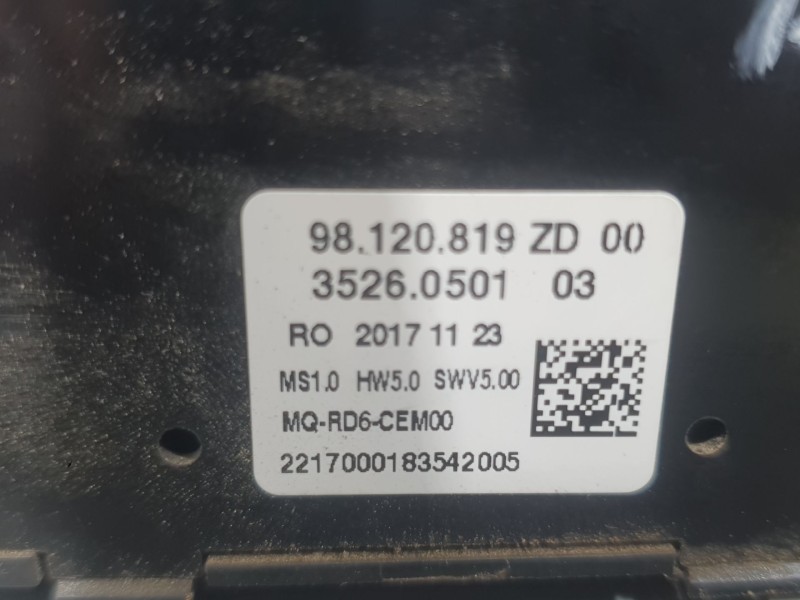 98.120.819 ZD 00
3526.0501 03
RO 2017 11 23
MS1.0 HW5.0 SWV5.00
MQ-RD6-CEM00
2217000183542005